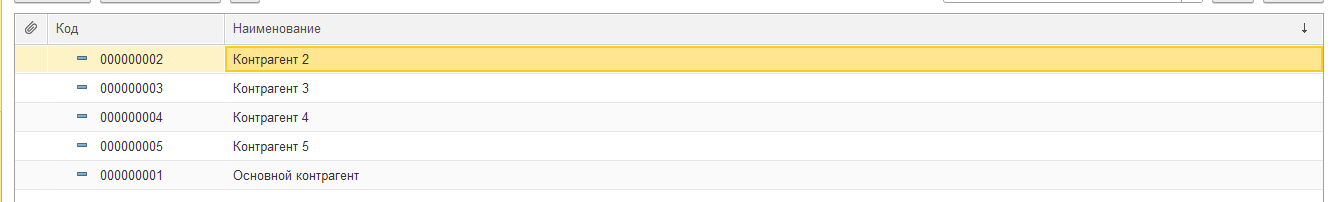 Код Наименование ↓
000000002 Контрагент 2
000000003 Контрагент 3
000000004 Контрагент 4
000000005 Контрагент 5
000000001 Основной контрагент